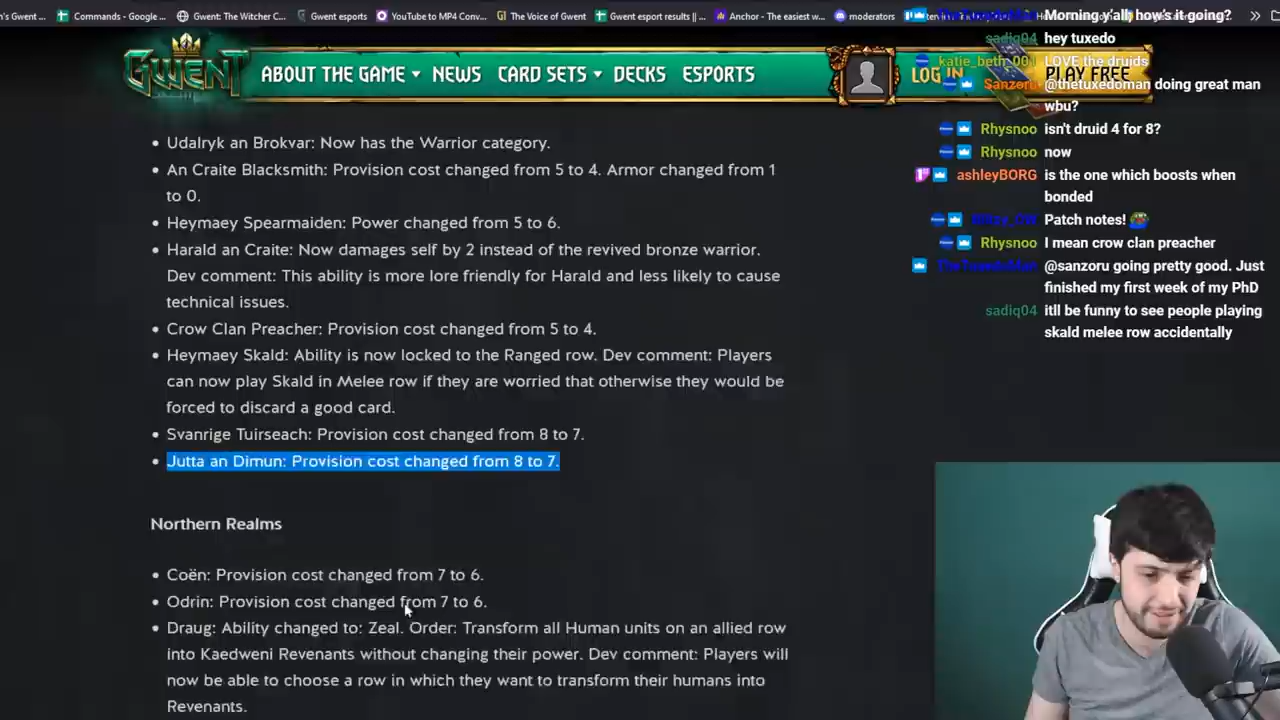 n's Gwent ...
Commands - Google ...
Gwent: The Witcher C...
Gwent esports
YouTube to MP4 Conv...
The Voice of Gwent
Gwent esport results || ...
Anchor - The easiest w...
moderators
GWENT
ABOUT THE GAME
NEWS
CARD SETS
DECKS
ESPORTS
LOG IN
PLAY FREE
• Udalryk an Brokvar: Now has the Warrior category.
• An Craite Blacksmith: Provision cost changed from 5 to 4. Armor changed from 1
to 0.
• Heymaey Spearmaiden: Power changed from 5 to 6.
• Harald an Craite: Now damages self by 2 instead of the revived bronze warrior.
Dev comment: This ability is more lore friendly for Harald and less likely to cause
technical issues.
• Crow Clan Preacher: Provision cost changed from 5 to 4.
• Heymaey Skald: Ability is now locked to the Ranged row. Dev comment: Players
can now play Skald in Melee row if they are worried that otherwise they would be
forced to discard a good card.
• Svanrige Tuirseach: Provision cost changed from 8 to 7.
• Jutta an Dimun: Provision cost changed from 8 to 7.
Northern Realms
• Coën: Provision cost changed from 7 to 6.
• Odrin: Provision cost changed from 7 to 6.
• Draug: Ability changed to: Zeal. Order: Transform all Human units on an allied row
into Kaedweni Revenants without changing their power. Dev comment: Players will
now be able to choose a row in which they want to transform their humans into
Revenants.
TheTuxedoMan Morning y'all, how's it going?
sadiq04 hey tuxedo
katie_beth_001 LOVE the druids
Sanzoru @thetuxedoman doing great man
wbu?
Rhysnoo isn't druid 4 for 8?
Rhysnoo now
ashleyBORG is the one which boosts when
bonded
Patch notes!
Rhysnoo I mean crow clan preacher
TheTuxedoMan @sanzoru going pretty good. Just
finished my first week of my PhD
sadiq04 itll be funny to see people playing
skald melee row accidentally